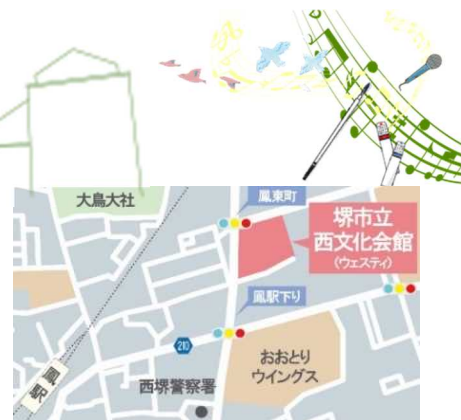 大鳥大社
鳳東町
堺市立
西文化会館
(ウェスティ)
鳳駅下り
210
おおとり
ウイングス
西堺警察署
鳳駅